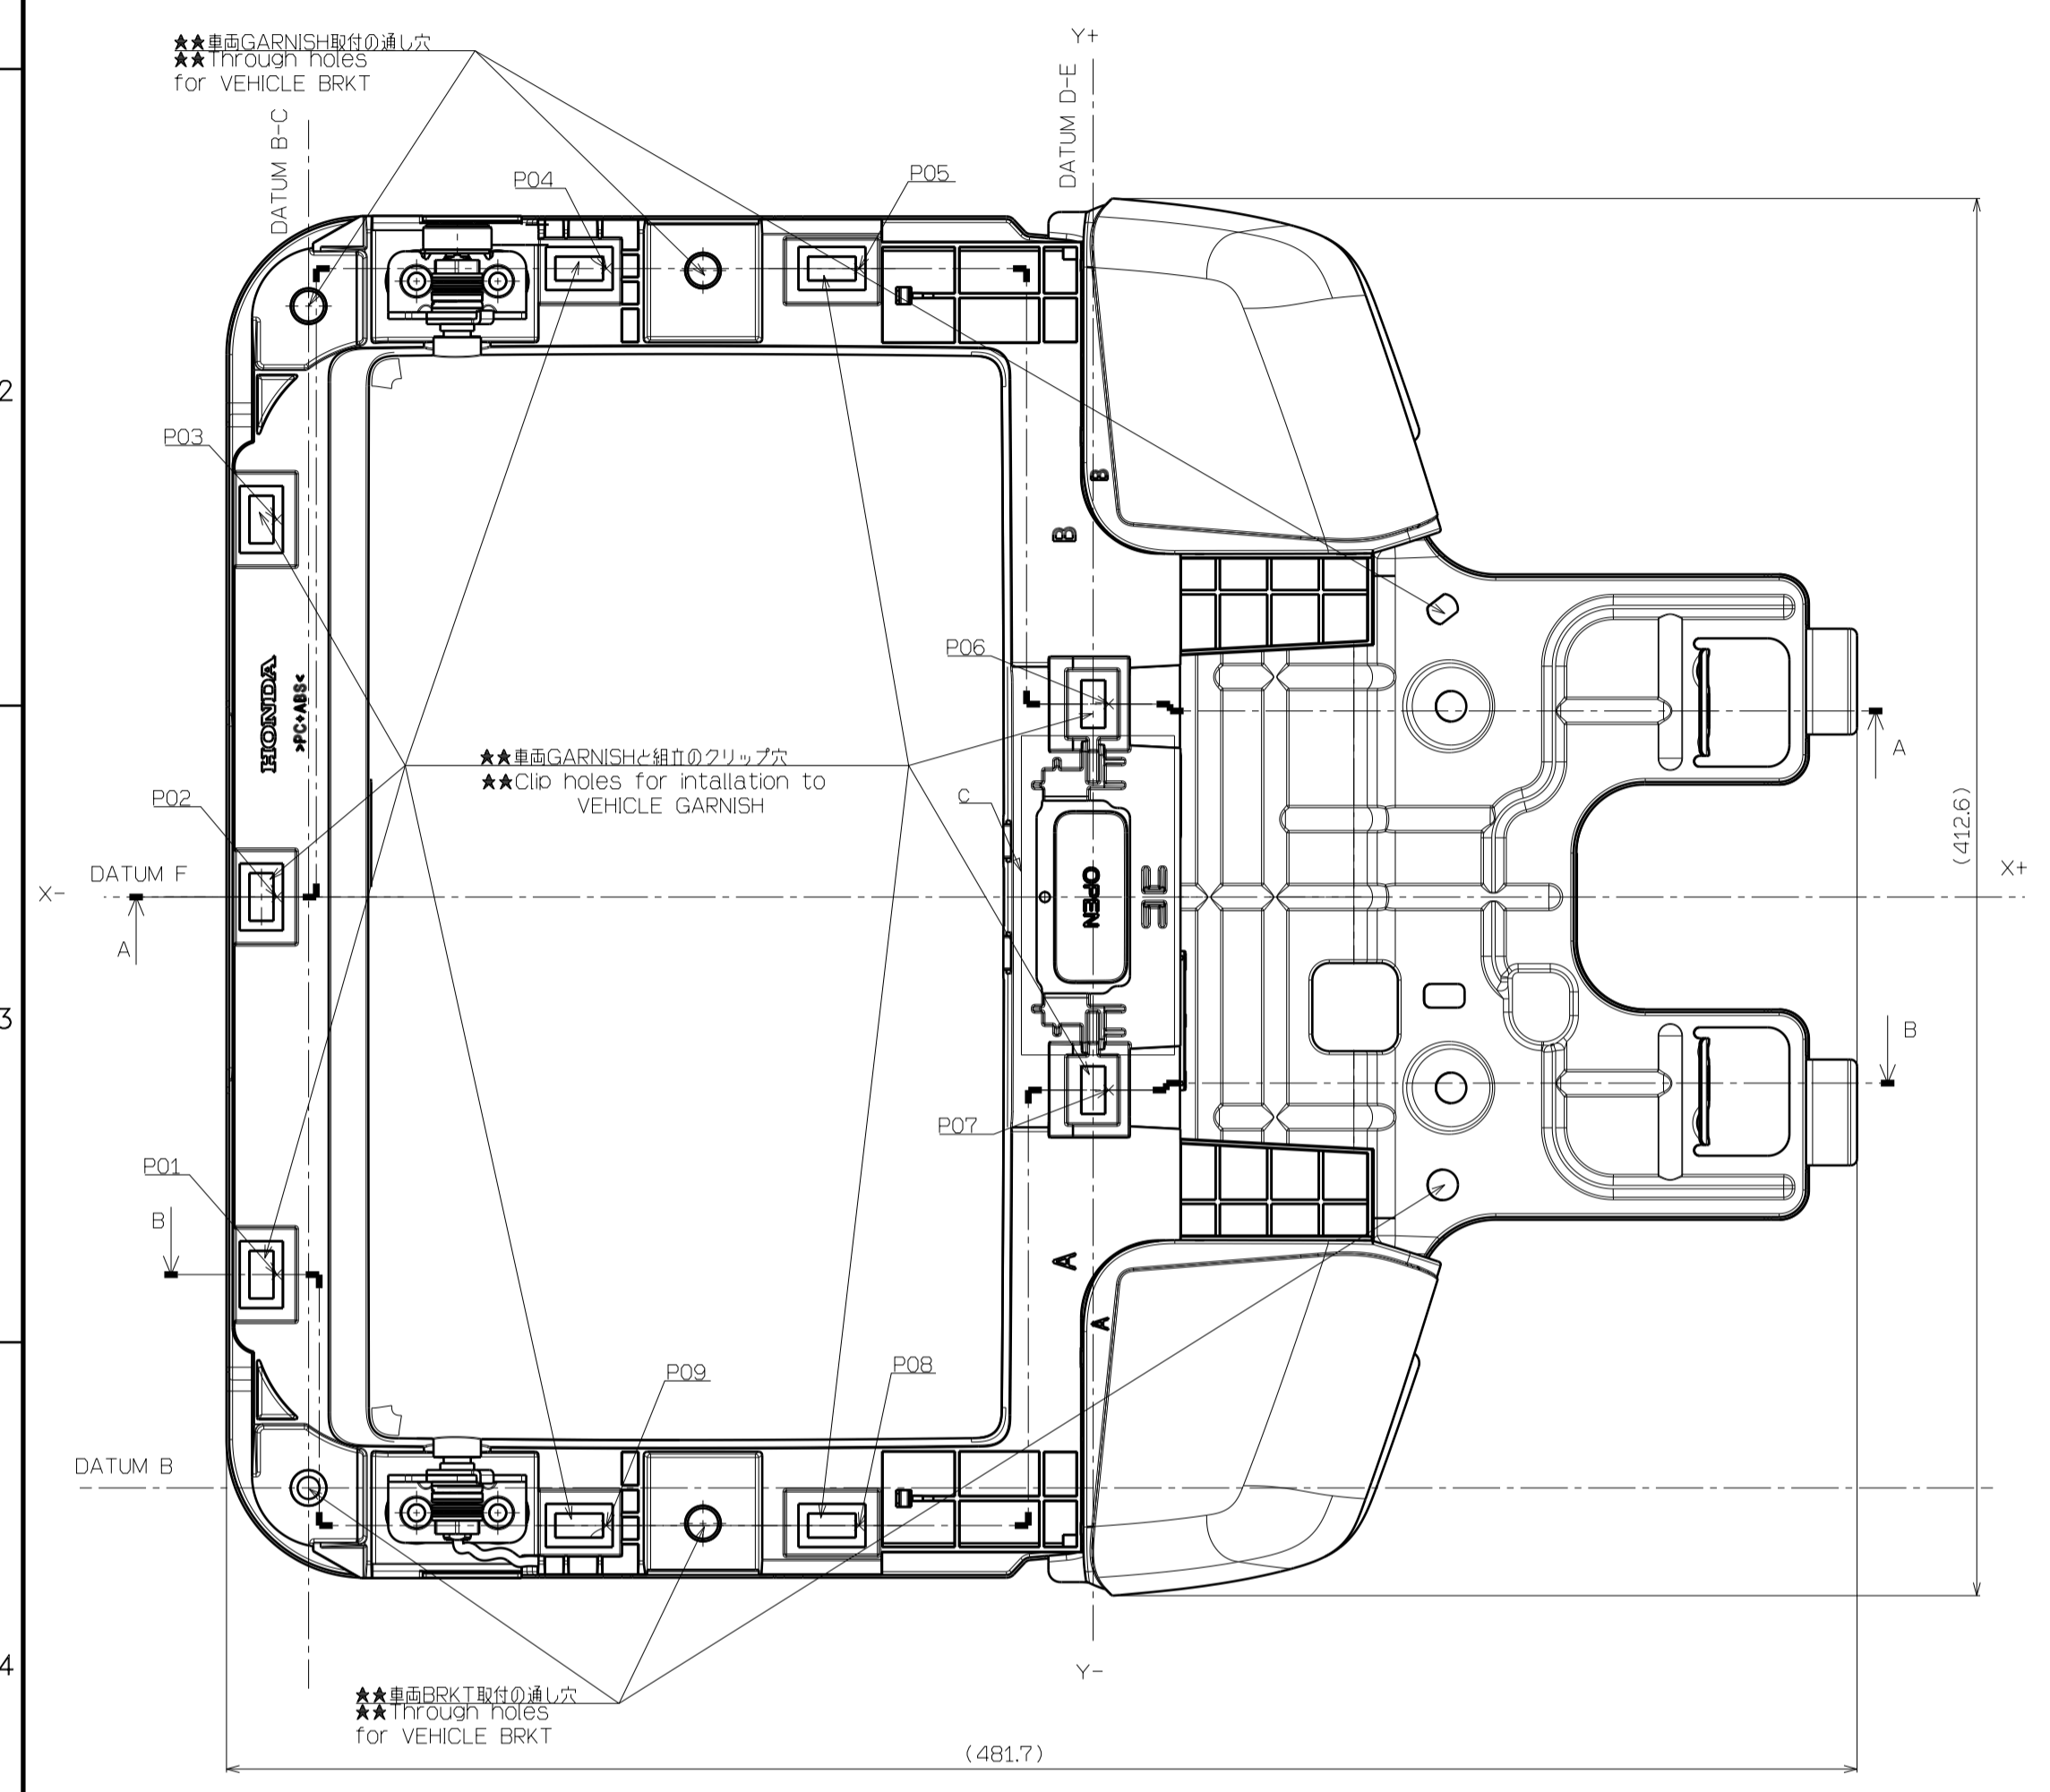 ★★車両GARNISH取付の通し穴
★★Through holes
for VEHICLE BRKT
Y+
DATUM B-C
DATUM D-E
P04
P05
2
B
P03
B
P06
HONDA
>PC+ABS<
A
★★車両GARNISHと組立のクリップ穴
★★Clip holes for intallation to
VEHICLE GARNISH
P02
C
(412.6)
DATUM F
X-
X+
OPEN
A
3
B
P07
P01
B
A
A
P09
P08
DATUM B
4
Y-
★★車両BRKT取付の通し穴
★★Through holes
for VEHICLE BRKT
(481.7)